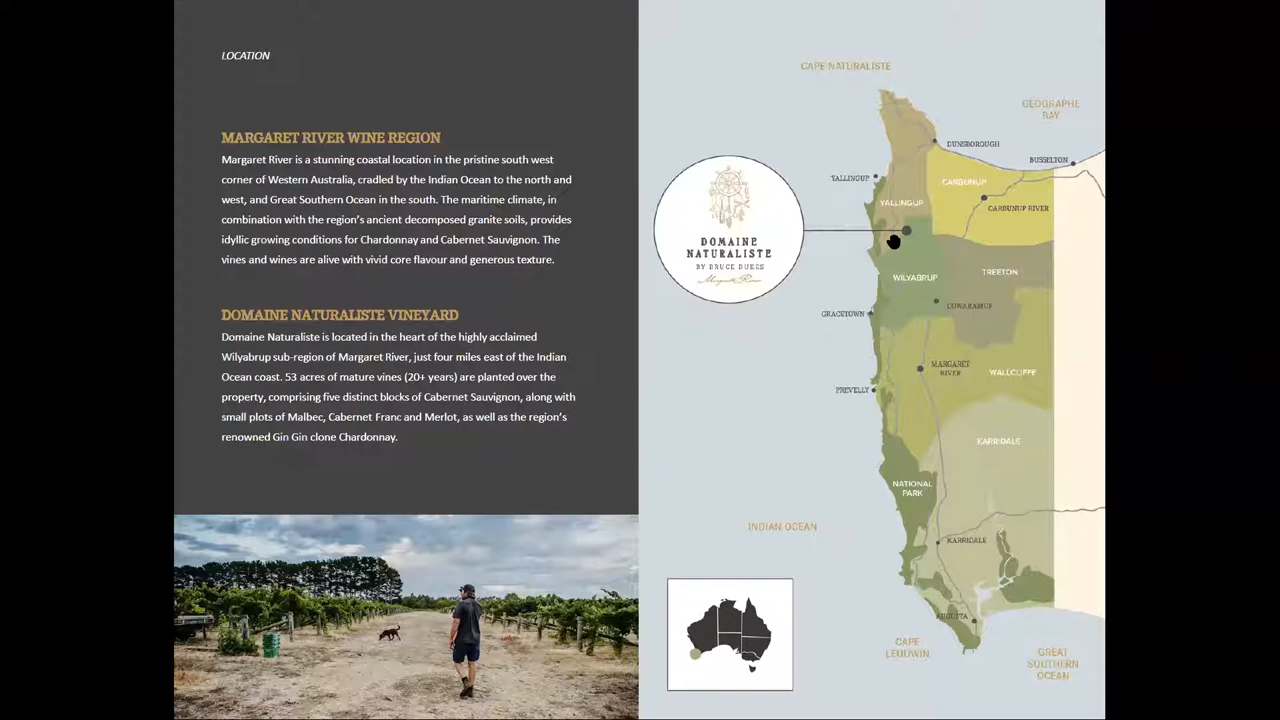 LOCATION
MARGARET RIVER WINE REGION
Margaret River is a stunning coastal location in the pristine south west
corner of Western Australia, cradled by the Indian Ocean to the north and
west, and Great Southern Ocean in the south. The maritime climate, in
combination with the region's ancient decomposed granite soils, provides
idyllic growing conditions for Chardonnay and Cabernet Sauvignon. The
vines and wines are alive with vivid core flavour and generous texture.
DOMAINE NATURALISTE VINEYARD
Domaine Naturaliste is located in the heart of the highly acclaimed
Wilyabrup sub-region of Margaret River, just four miles east of the Indian
Ocean coast. 53 acres of mature vines (20+ years) are planted over the
property, comprising five distinct blocks of Cabernet Sauvignon, along with
small plots of Malbec, Cabernet Franc and Merlot, as well as the region's
renowned Gin Gin clone Chardonnay.
CAPE NATURALISTE
GEOGRAPHE
BAY
DUNSBOROUGH
BUSSELTON
YALLINGUP
CARBUNUP
YALLINGUP
CARBUNUP RIVER
DOMAINE
NATURALISTE
BY BRUCE DUKES
Margaret River
WILYABRUP
TREETON
COWARAMUP
GRACETOWN
MARGARET
RIVER
WALLCLIFFE
PREVELLY
KARRIDALE
NATIONAL
PARK
INDIAN OCEAN
KARRIDALE
AUGUSTA
CAPE
LEEUWIN
GREAT
SOUTHERN
OCEAN